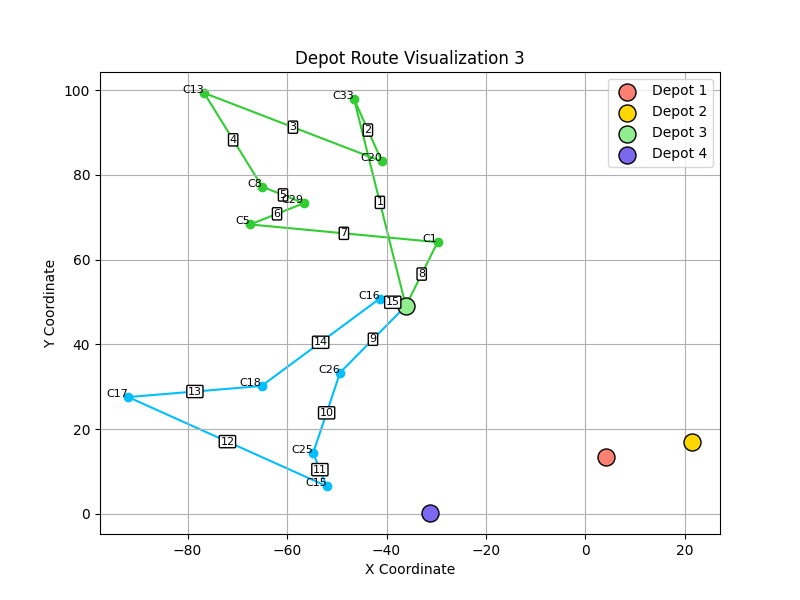 Depot Route Visualization 3
Depot 1
Depot 2
Depot 3
Depot 4
C13
C33
C20
C8
C29
C5
C1
C16
C26
C18
C17
C25
C15
1
2
3
4
5
6
7
8
9
10
11
12
13
14
15
100
80
60
40
20
0
−80
−60
−40
−20
0
20
Y Coordinate
X Coordinate